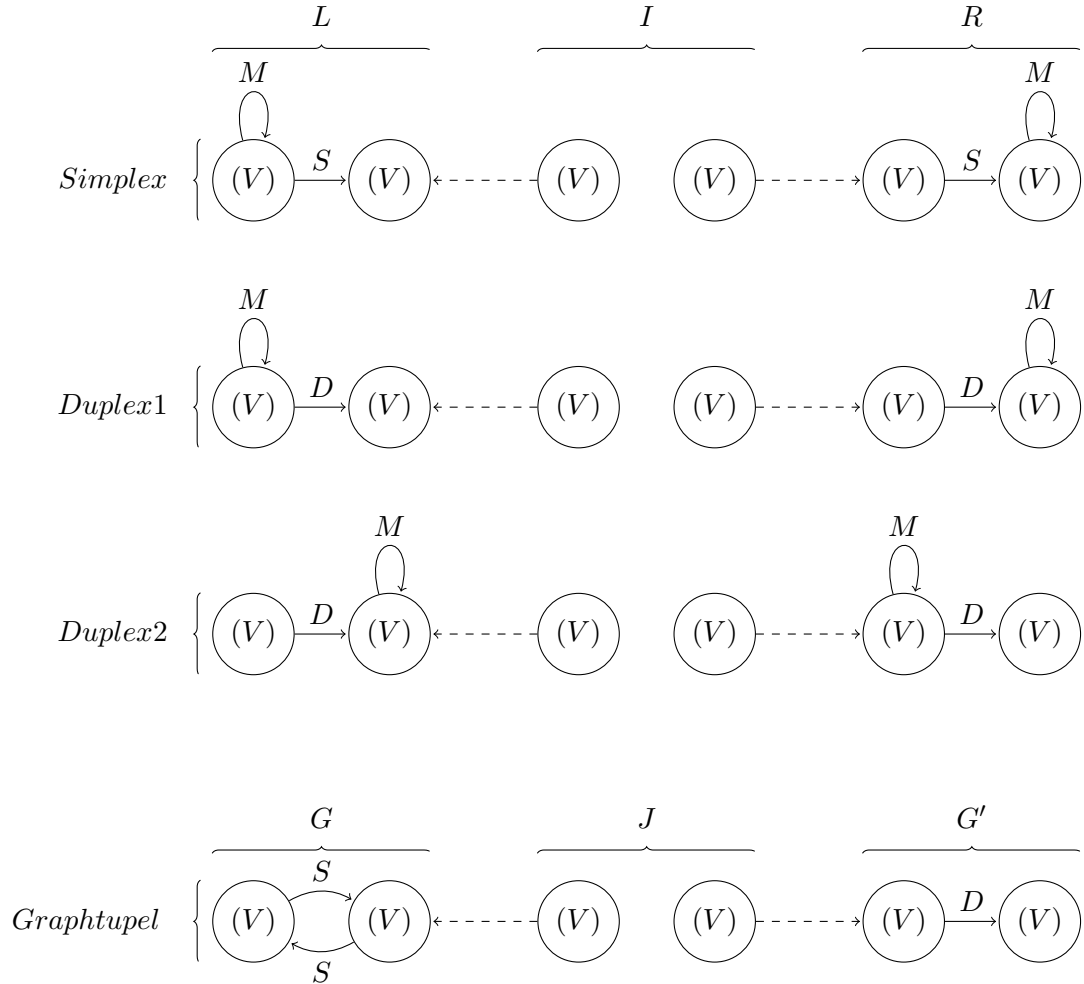 L I R
M M
Simplex (V) S (V) (V) (V) (V) S (V)
M M
Duplex1 (V) D (V) (V) (V) (V) D (V)
M M
Duplex2 (V) D (V) (V) (V) (V) D (V)
G J G′
S
Graphtupel (V) (V) (V) (V) (V) D (V)
S